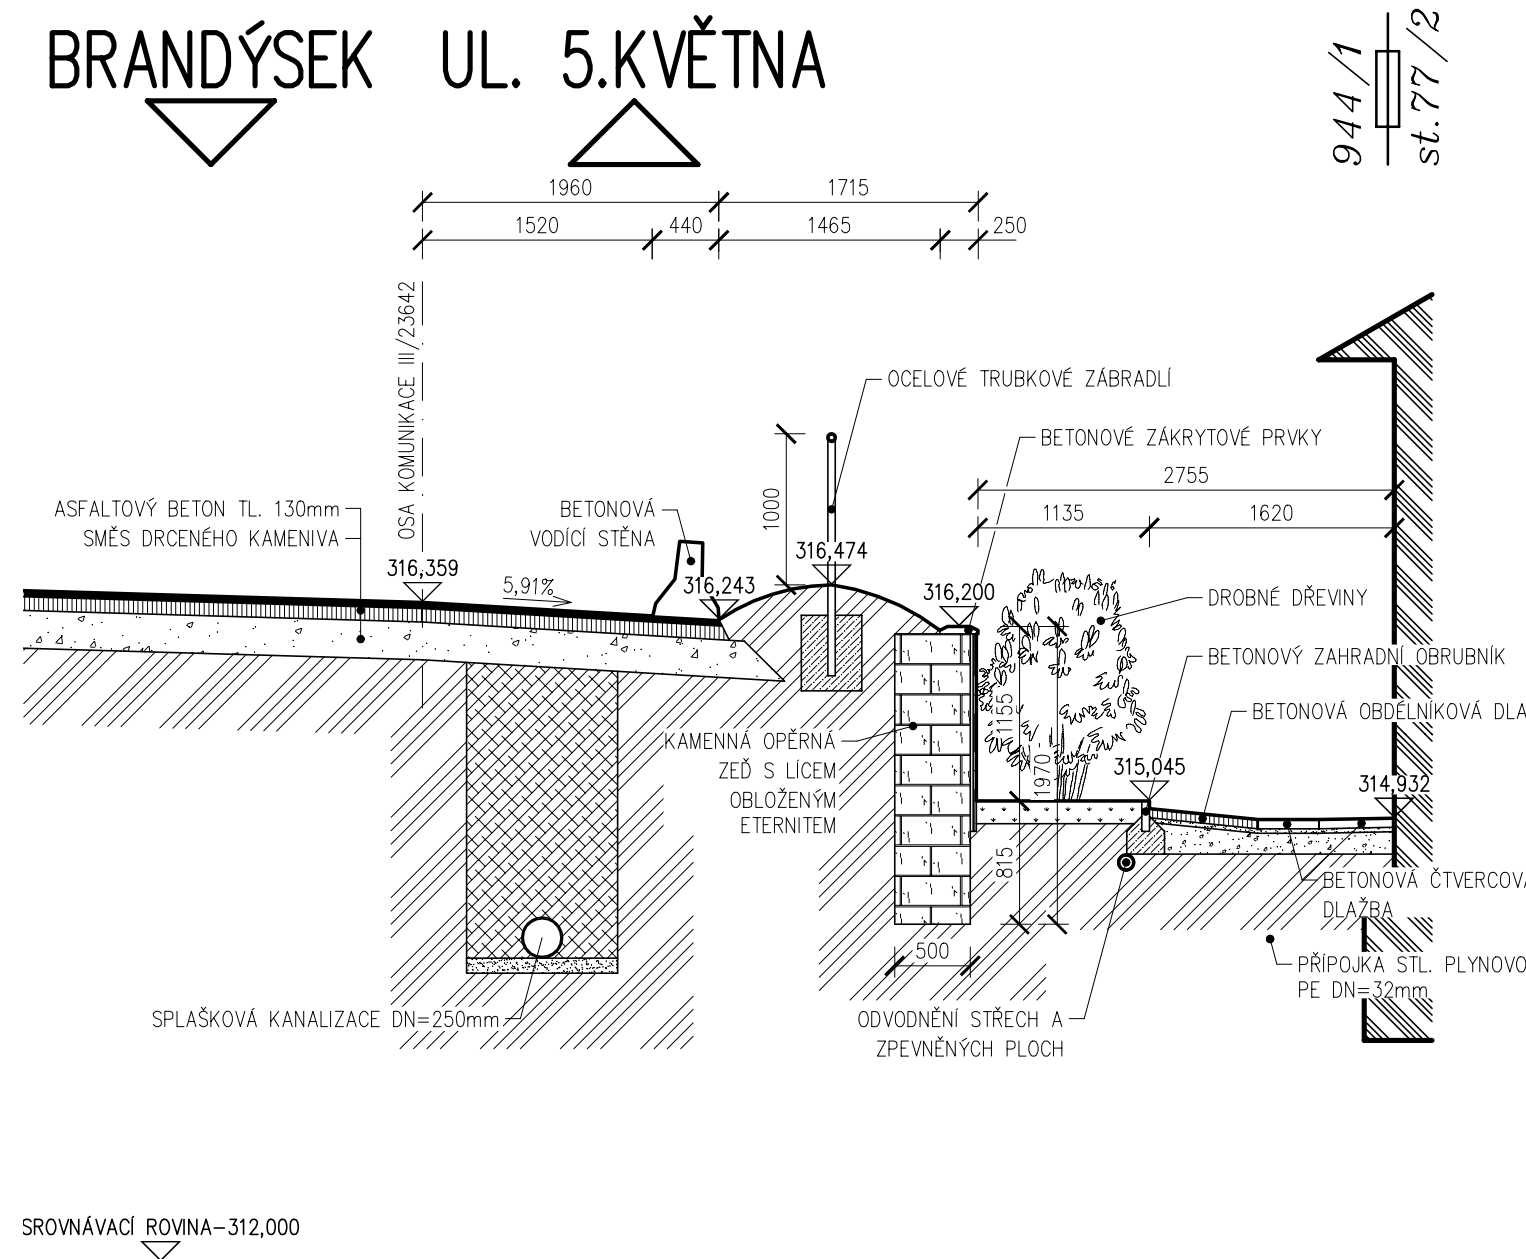 BRANDÝSEK UL. 5.KVĚTNA
944/1
st.77/2
1960
1715
1520
440
1465
250
OSA KOMUNIKACE III/23642
OCELOVÉ TRUBKOVÉ ZÁBRADLÍ
BETONOVÉ ZÁKRYTOVÉ PRVKY
2755
1135
1620
1000
ASFALTOVÝ BETON TL. 130mm
SMĚS DRCENÉHO KAMENIVA
BETONOVÁ
VODÍCÍ STĚNA
316,359
5,91%
316,243
316,474
316,200
DROBNÉ DŘEVINY
BETONOVÝ ZAHRADNÍ OBRUBNÍK
BETONOVÁ OBDÉLNÍKOVÁ DLA
1155
1970
815
KAMENNÁ OPĚRNÁ
ZEĎ S LÍCEM
OBLOŽENÝM
ETERNITEM
315,045
314,932
BETONOVÁ ČTVERCOVÁ
DLAŽBA
500
PŘÍPOJKA STL. PLYNOVO
PE DN=32mm
SPLAŠKOVÁ KANALIZACE DN=250mm
ODVODNĚNÍ STŘECH A
ZPEVNĚNÝCH PLOCH
SROVNÁVACÍ ROVINA-312,000